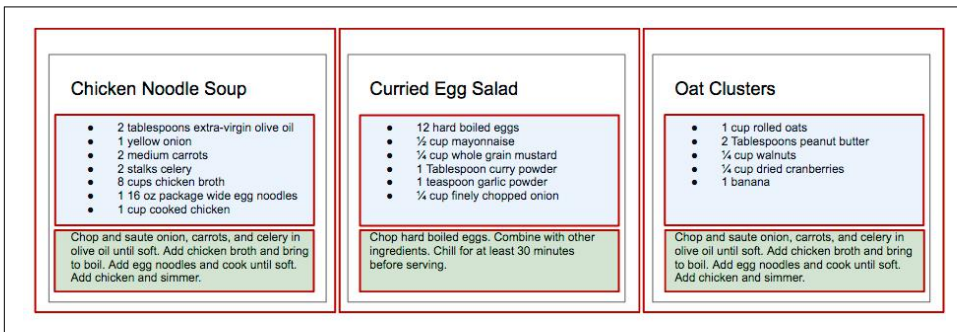 Chicken Noodle Soup
● 2 tablespoons extra-virgin olive oil
● 1 yellow onion
● 2 medium carrots
● 2 stalks celery
● 8 cups chicken broth
● 1 16 oz package wide egg noodles
● 1 cup cooked chicken
Chop and saute onion, carrots, and celery in
olive oil until soft. Add chicken broth and bring
to boil. Add egg noodles and cook until soft.
Add chicken and simmer.
Curried Egg Salad
● 12 hard boiled eggs
● ½ cup mayonnaise
● ¼ cup whole grain mustard
● 1 Tablespoon curry powder
● 1 teaspoon garlic powder
● ¼ cup finely chopped onion
Chop hard boiled eggs. Combine with other
ingredients. Chill for at least 30 minutes
before serving.
Oat Clusters
● 1 cup rolled oats
● 2 Tablespoons peanut butter
● ¼ cup walnuts
● ¼ cup dried cranberries
● 1 banana
Chop and saute onion, carrots, and celery in
olive oil until soft. Add chicken broth and bring
to boil. Add egg noodles and cook until soft.
Add chicken and simmer.